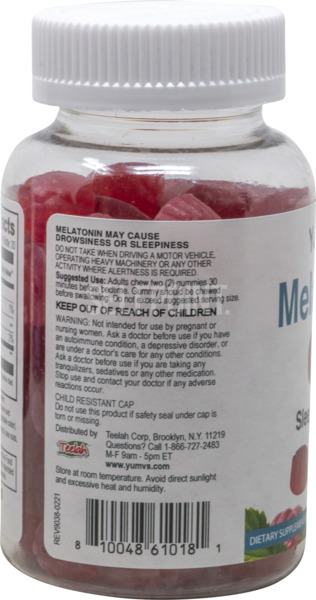 MELATONIN MAY CAUSE
DROWSINESS OR SLEEPINESS
DO NOT TAKE WHEN DRIVING A MOTOR VEHICLE,
OPERATING HEAVY MACHINERY OR ANY OTHER
ACTIVITY WHERE ALERTNESS IS REQUIRED.
Suggested Use: Adults chew two (2) gummies 30
minutes before bedtime. Gummy should be chewed
before swallowing. Do not exceed suggested serving size.
KEEP OUT OF REACH OF CHILDREN
WARNING: Not intended for use by pregnant or
nursing women. Ask a doctor before use if you have
an autoimmune condition, a depressive disorder, or
are under a doctor's care for any other conditions.
Ask a doctor before use if you are taking any
tranquilizers, sedatives or any other medication.
Stop use and contact your doctor if any adverse
reactions occur.
CHILD RESISTANT CAP
Do not use this product if safety seal under cap is
torn or missing.
Distributed by
Teelah
Teelah Corp, Brooklyn, N.Y. 11219
Questions? Call 1-866-727-2483
M-F 9am - 5pm ET
www.yumvs.com
Store at room temperature. Avoid direct sunlight
and excessive heat and humidity.
REV9038-0221
8 10048 61018 1
Mel
Slee
DIETARY SUPPLEMEN
cts